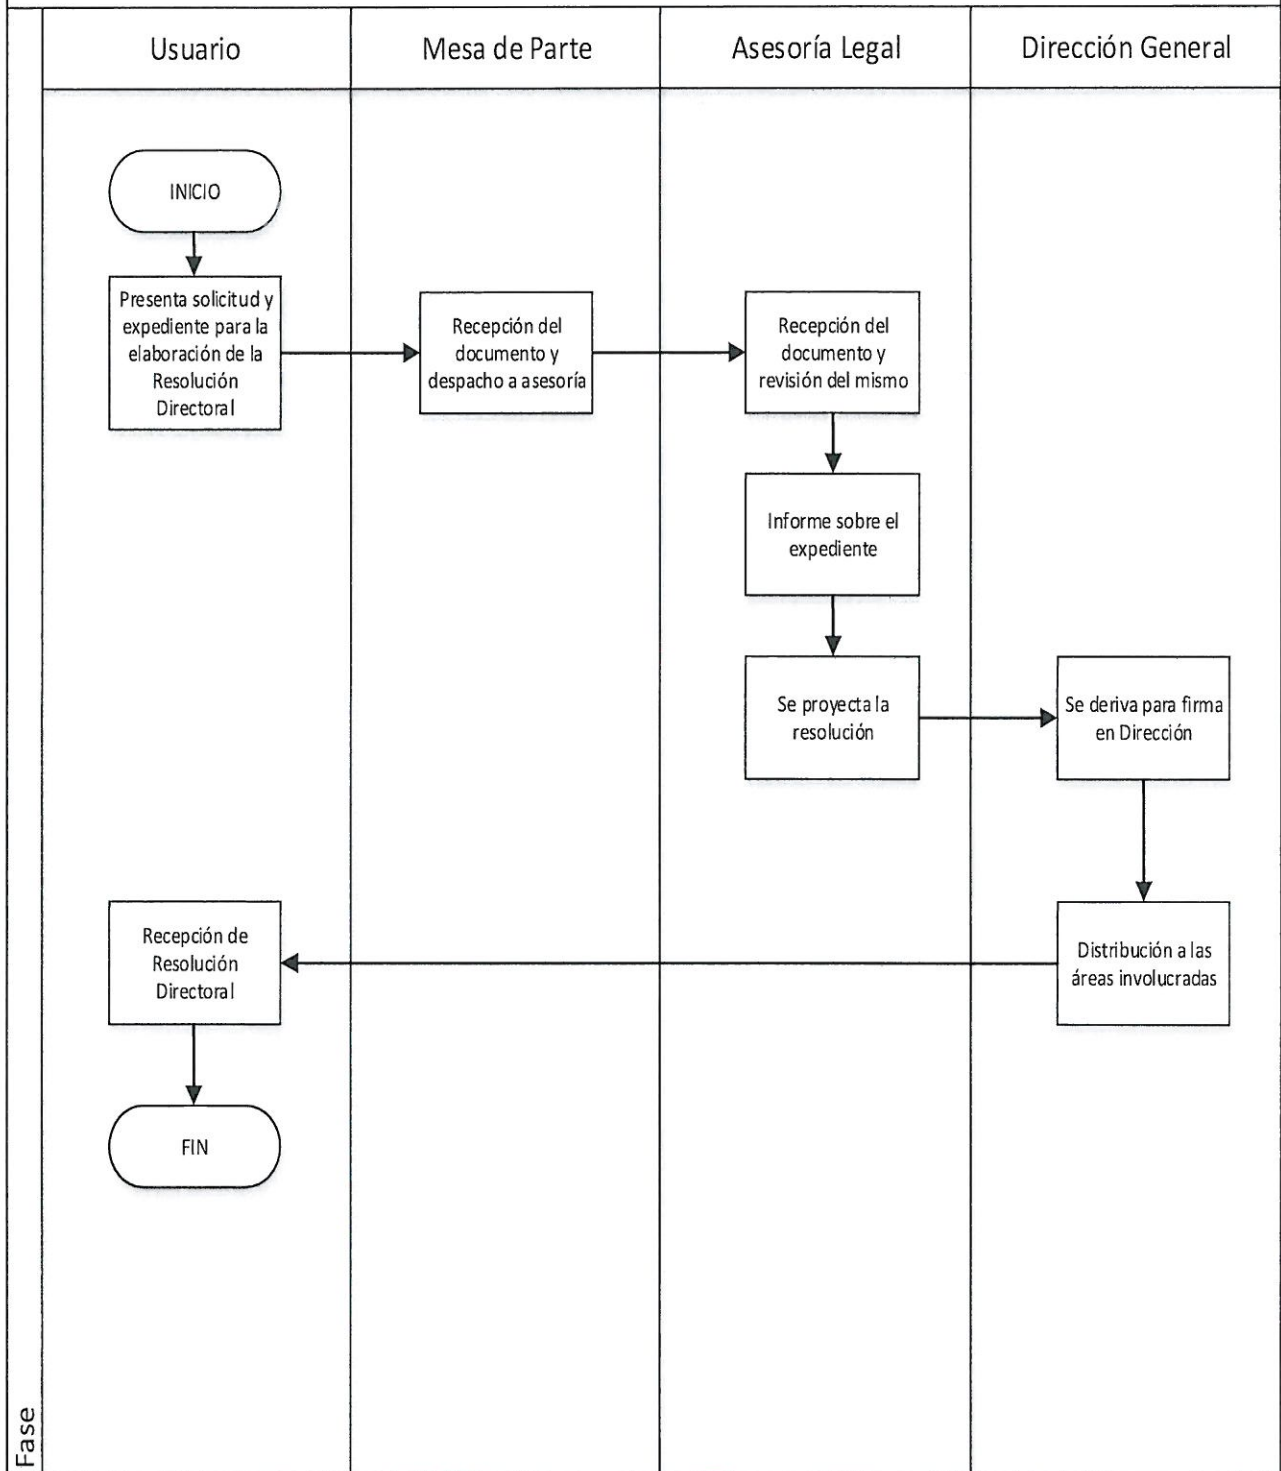 Usuario
Mesa de Parte
Asesoría Legal
Dirección General
INICIO
Presenta solicitud y
expediente para la
elaboración de la
Resolución
Directoral
Recepción del
documento y
despacho a asesoría
Recepción del
documento y
revisión del mismo
Informe sobre el
expediente
Se proyecta la
resolución
Se deriva para firma
en Dirección
Distribución a las
áreas involucradas
Recepción de
Resolución
Directoral
FIN
Fase